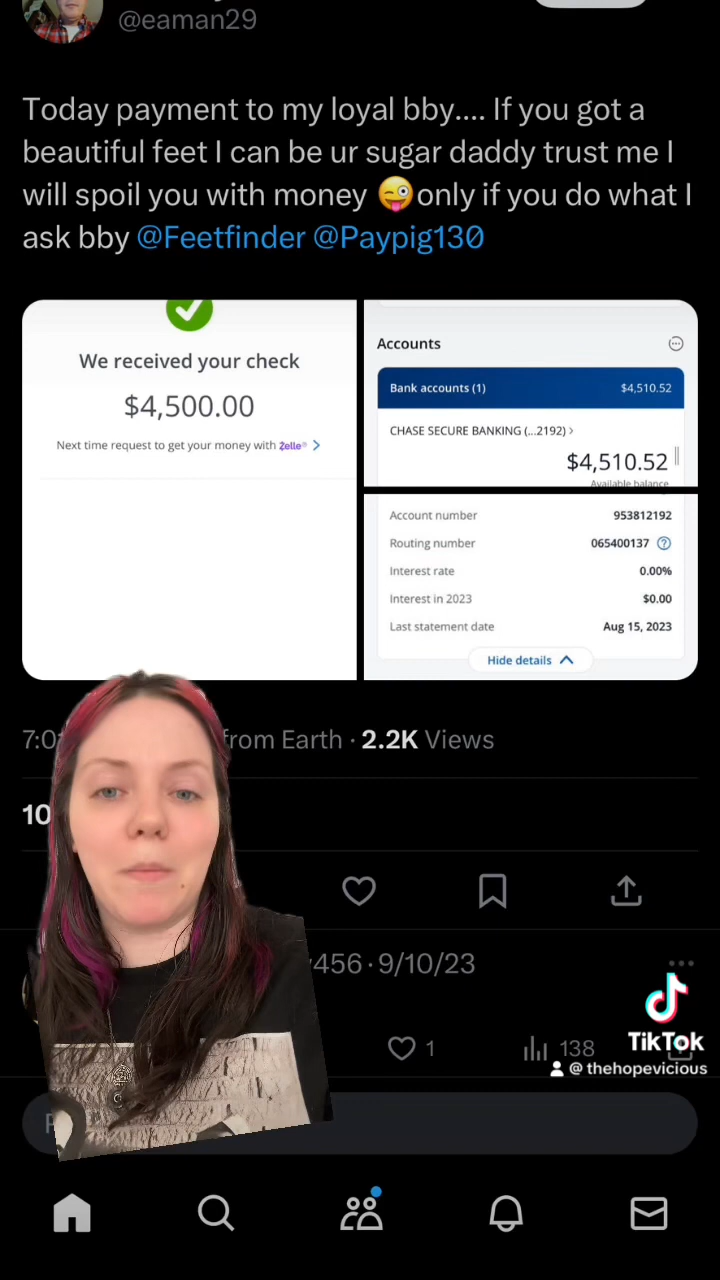 @eaman29
Today payment to my loyal bby.... If you got a
beautiful feet I can be ur sugar daddy trust me I
will spoil you with money 😜only if you do what I
ask bby @Feetfinder @Paypig130
We received your check
$4,500.00
Next time request to get your money with Zelle® >
Accounts
Bank accounts (1) $4,510.52
CHASE SECURE BANKING (...2192) >
$4,510.52
Available balance
Account number 953812192
Routing number 065400137
Interest rate 0.00%
Interest in 2023 $0.00
Last statement date Aug 15, 2023
Hide details
7:0 from Earth · 2.2K Views
10
456 · 9/10/23
1 138
TikTok
@ thehopevicious